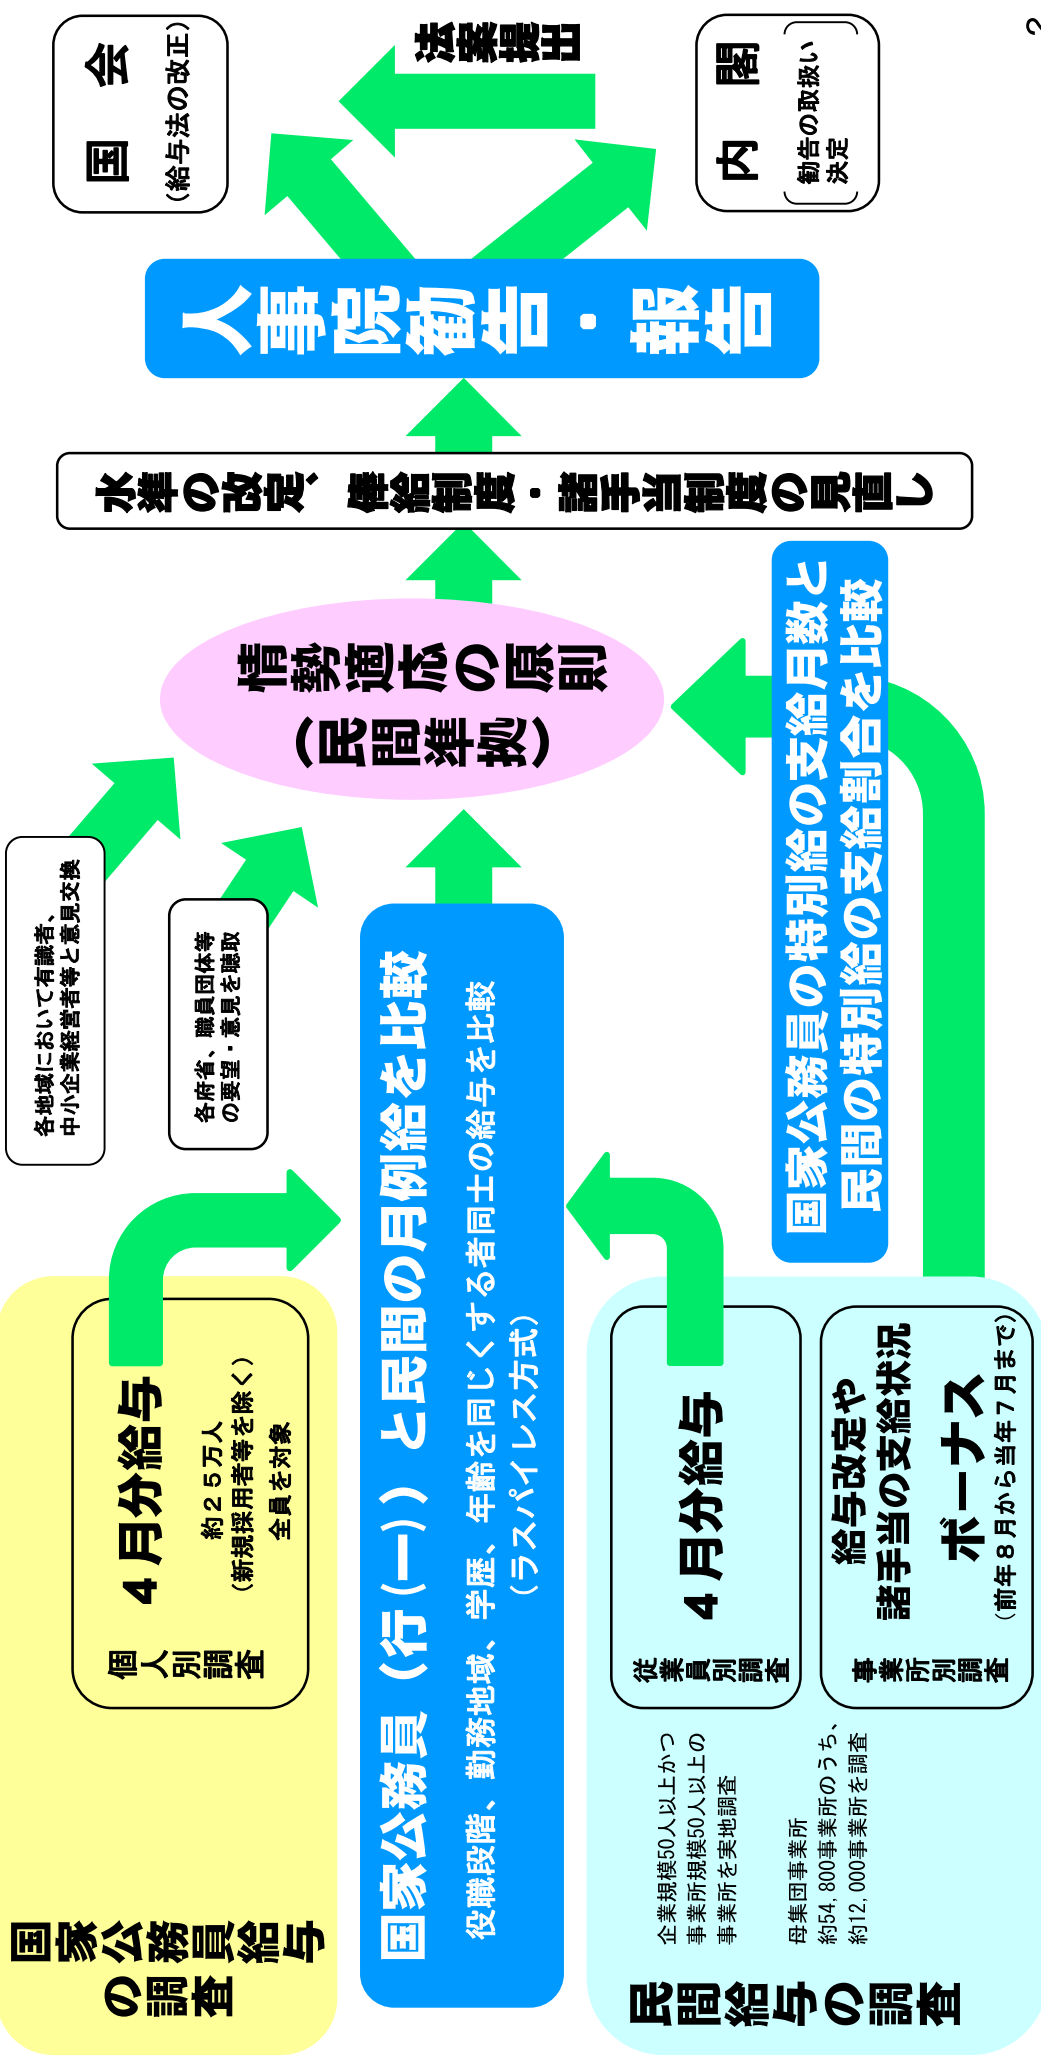 国家公務員給与
の調査
個人別調査
４月分給与
約２５万人
（新規採用者等を除く）
全員を対象
国家公務員（行(一)）と民間の月例給を比較
役職段階、勤務地域、学歴、年齢を同じくする者同士の給与を比較
（ラスパイレス方式）
民間給与の調査
企業規模50人以上かつ
事業所規模50人以上の
事業所を実地調査
母集団事業所
約54,800事業所のうち、
約12,000事業所を調査
従業員別調査
４月分給与
事業所別調査
給与改定や
諸手当の支給状況
ボーナス
（前年８月から当年７月まで）
国家公務員の特別給の支給月数と
民間の特別給の支給割合を比較
各地域において有識者、
中小企業経営者等と意見交換
各府省、職員団体等
の要望・意見を聴取
情勢適応の原則
（民間準拠）
水準の改定、俸給制度・諸手当制度の見直し
人事院勧告・報告
国会
（給与法の改正）
法案提出
内閣
勧告の取扱い
決定
2